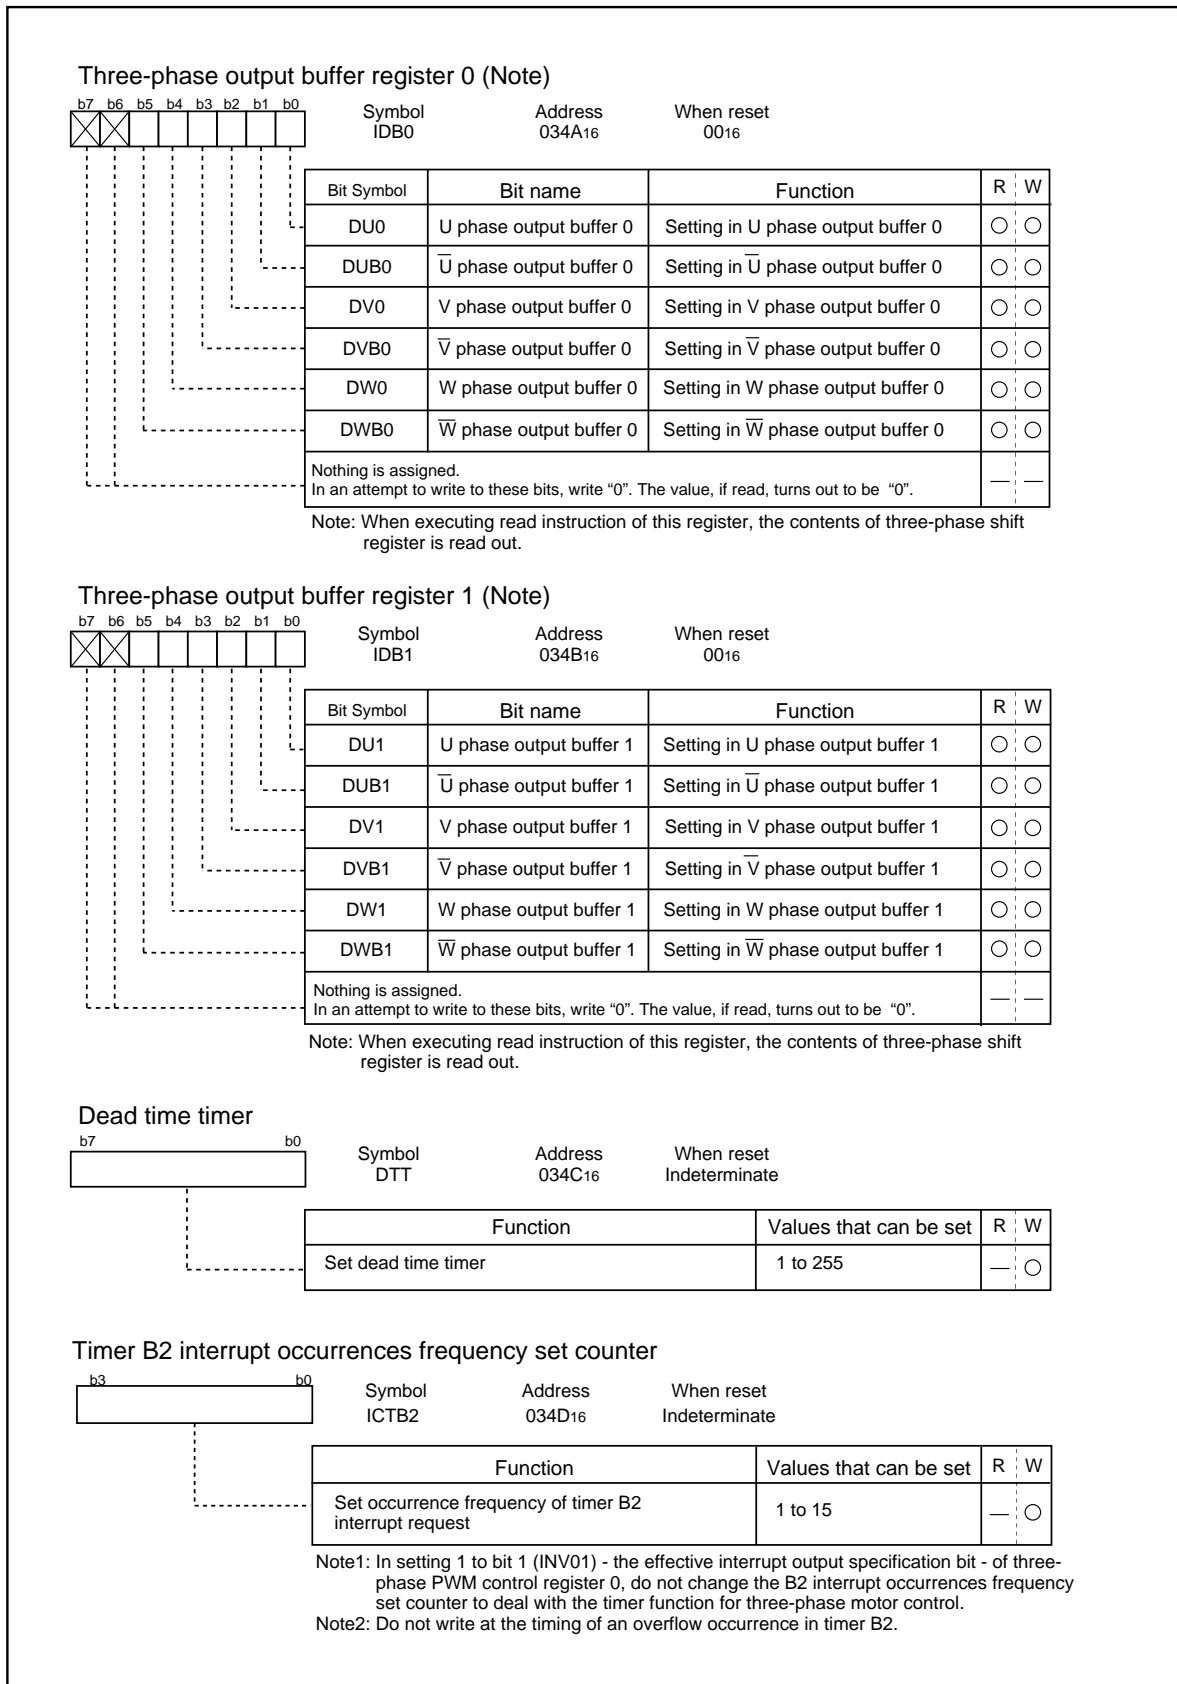 Three-phase output buffer register 0 (Note)
b7 b6 b5 b4 b3 b2 b1 b0
Symbol Address When reset
IDB0 034A16 0016
Bit Symbol Bit name Function R W
DU0 U phase output buffer 0 Setting in U phase output buffer 0
DUB0 U̅ phase output buffer 0 Setting in U̅ phase output buffer 0
DV0 V phase output buffer 0 Setting in V phase output buffer 0
DVB0 V̅ phase output buffer 0 Setting in V̅ phase output buffer 0
DW0 W phase output buffer 0 Setting in W phase output buffer 0
DWB0 W̅ phase output buffer 0 Setting in W̅ phase output buffer 0
Nothing is assigned.
In an attempt to write to these bits, write “0”. The value, if read, turns out to be “0”. — —
Note: When executing read instruction of this register, the contents of three-phase shift
register is read out.
Three-phase output buffer register 1 (Note)
b7 b6 b5 b4 b3 b2 b1 b0
Symbol Address When reset
IDB1 034B16 0016
Bit Symbol Bit name Function R W
DU1 U phase output buffer 1 Setting in U phase output buffer 1
DUB1 U̅ phase output buffer 1 Setting in U̅ phase output buffer 1
DV1 V phase output buffer 1 Setting in V phase output buffer 1
DVB1 V̅ phase output buffer 1 Setting in V̅ phase output buffer 1
DW1 W phase output buffer 1 Setting in W phase output buffer 1
DWB1 W̅ phase output buffer 1 Setting in W̅ phase output buffer 1
Nothing is assigned.
In an attempt to write to these bits, write “0”. The value, if read, turns out to be “0”. — —
Note: When executing read instruction of this register, the contents of three-phase shift
register is read out.
Dead time timer
b7 b0
Symbol Address When reset
DTT 034C16 Indeterminate
Function Values that can be set R W
Set dead time timer 1 to 255 —
Timer B2 interrupt occurrences frequency set counter
b3 b0
Symbol Address When reset
ICTB2 034D16 Indeterminate
Function Values that can be set R W
Set occurrence frequency of timer B2
interrupt request 1 to 15 —
Note1: In setting 1 to bit 1 (INV01) - the effective interrupt output specification bit - of three-
phase PWM control register 0, do not change the B2 interrupt occurrences frequency
set counter to deal with the timer function for three-phase motor control.
Note2: Do not write at the timing of an overflow occurrence in timer B2.